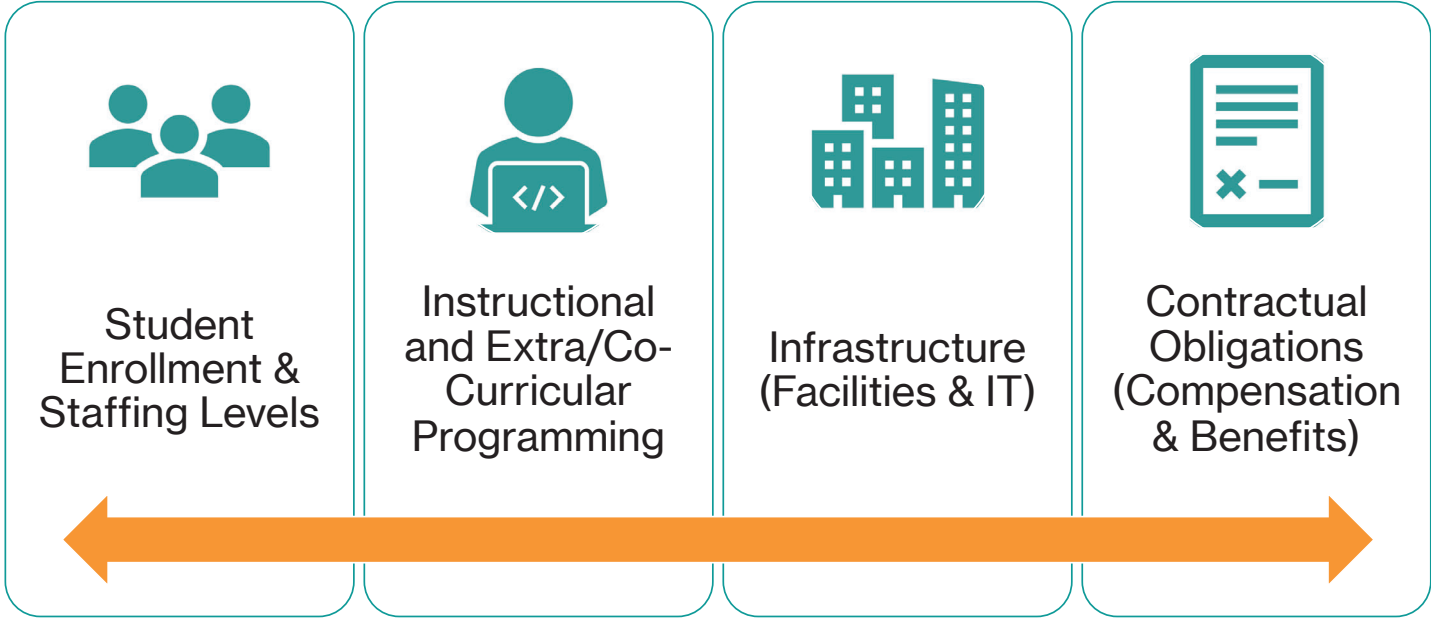 Student
Enrollment &
Staffing Levels
Instructional
and Extra/Co-
Curricular
Programming
Infrastructure
(Facilities & IT)
Contractual
Obligations
(Compensation
& Benefits)